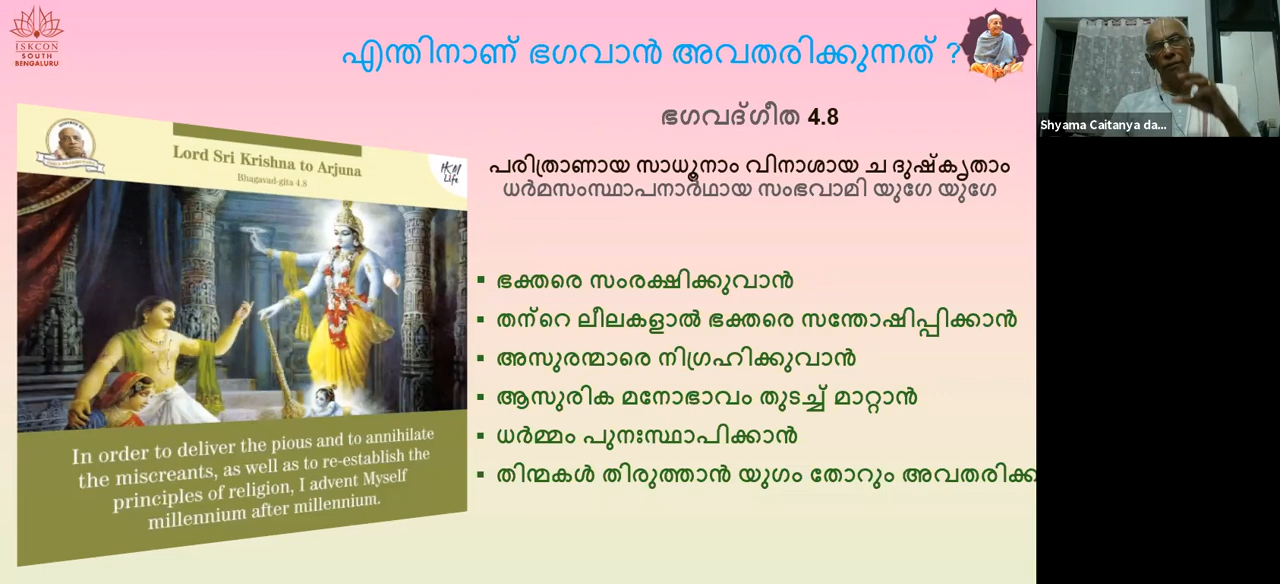 ISKCON
SOUTH
BENGALURU
എന്തിനാണ് ഭഗവാൻ അവതരിക്കുന്നത് ?
ഭഗവദ്ഗീത 4.8
പരിത്രാണായ സാധൂനാം വിനാശായ ച ദുഷ്കൃതാം
ധർമസംസ്ഥാപനാർഥായ സംഭവാമി യുഗേ യുഗേ
Lord Sri Krishna to Arjuna
Bhagavad-gita 4.8
HKM
Life
In order to deliver the pious and to annihilate
the miscreants, as well as to re-establish the
principles of religion, I advent Myself
millennium after millennium.
▪ ഭക്തരെ സംരക്ഷിക്കുവാൻ
▪ തന്റെ ലീലകളാൽ ഭക്തരെ സന്തോഷിപ്പിക്കാൻ
▪ അസുരന്മാരെ നിഗ്രഹിക്കുവാൻ
▪ ആസുരിക മനോഭാവം തുടച്ച് മാറ്റാൻ
▪ ധർമ്മം പുനഃസ്ഥാപിക്കാൻ
▪ തിന്മകൾ തിരുത്താൻ യുഗം തോറും അവതരിക്ക
Shyama Caitanya da...